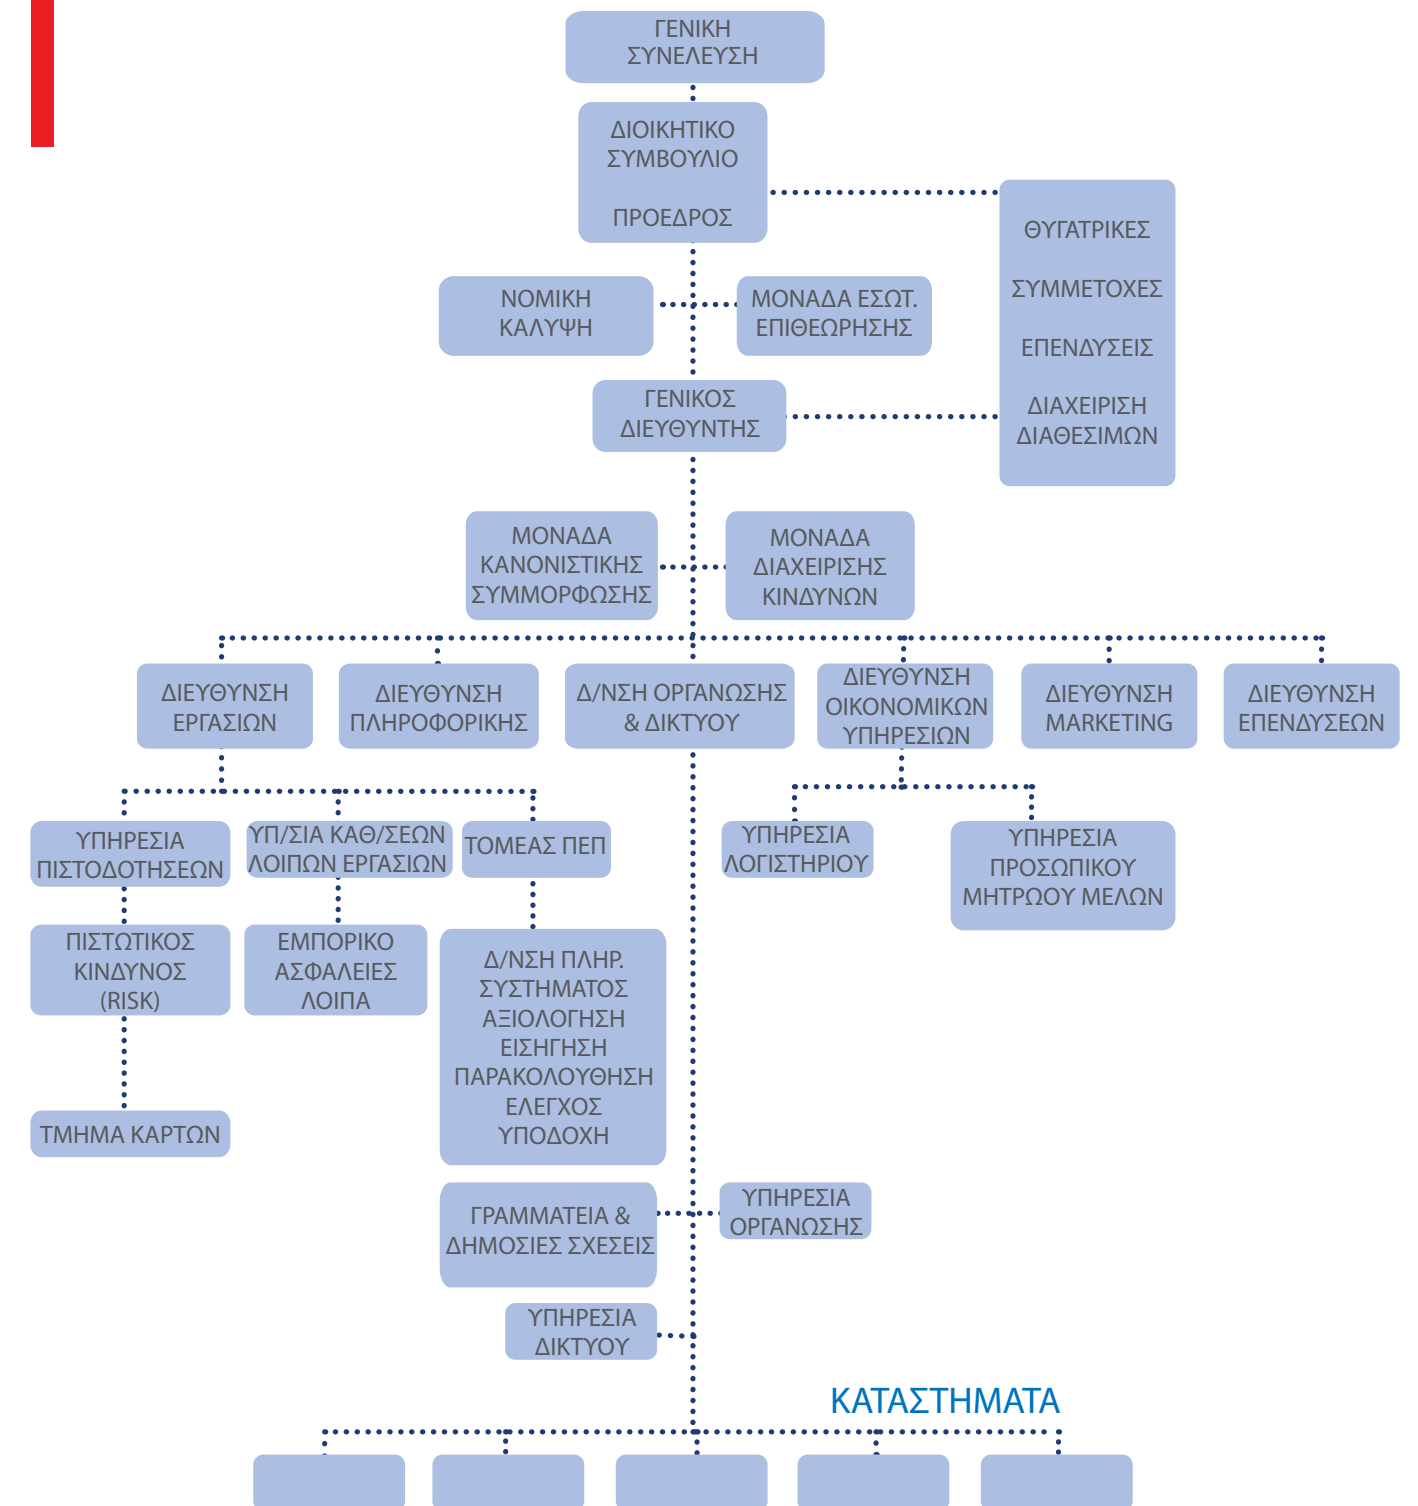 ΓΕΝΙΚΗ
ΣΥΝΕΛΕΥΣΗ
ΔΙΟΙΚΗΤΙΚΟ
ΣΥΜΒΟΥΛΙΟ
ΠΡΟΕΔΡΟΣ
ΘΥΓΑΤΡΙΚΕΣ
ΣΥΜΜΕΤΟΧΕΣ
ΕΠΕΝΔΥΣΕΙΣ
ΔΙΑΧΕΙΡΙΣΗ
ΔΙΑΘΕΣΙΜΩΝ
ΝΟΜΙΚΗ
ΚΑΛΥΨΗ
ΜΟΝΑΔΑ ΕΣΩΤ.
ΕΠΙΘΕΩΡΗΣΗΣ
ΓΕΝΙΚΟΣ
ΔΙΕΥΘΥΝΤΗΣ
ΜΟΝΑΔΑ
ΚΑΝΟΝΙΣΤΙΚΗΣ
ΣΥΜΜΟΡΦΩΣΗΣ
ΜΟΝΑΔΑ
ΔΙΑΧΕΙΡΙΣΗΣ
ΚΙΝΔΥΝΩΝ
ΔΙΕΥΘΥΝΣΗ
ΕΡΓΑΣΙΩΝ
ΔΙΕΥΘΥΝΣΗ
ΠΛΗΡΟΦΟΡΙΚΗΣ
Δ/ΝΣΗ ΟΡΓΑΝΩΣΗΣ
& ΔΙΚΤΥΟΥ
ΔΙΕΥΘΥΝΣΗ
ΟΙΚΟΝΟΜΙΚΩΝ
ΥΠΗΡΕΣΙΩΝ
ΔΙΕΥΘΥΝΣΗ
MARKETING
ΔΙΕΥΘΥΝΣΗ
ΕΠΕΝΔΥΣΕΩΝ
ΥΠΗΡΕΣΙΑ
ΠΙΣΤΟΔΟΤΗΣΕΩΝ
ΥΠ/ΣΙΑ ΚΑΘ/ΣΕΩΝ
ΛΟΙΠΩΝ ΕΡΓΑΣΙΩΝ
ΤΟΜΕΑΣ ΠΕΠ
ΥΠΗΡΕΣΙΑ
ΛΟΓΙΣΤΗΡΙΟΥ
ΥΠΗΡΕΣΙΑ
ΠΡΟΣΩΠΙΚΟΥ
ΜΗΤΡΩΟΥ ΜΕΛΩΝ
ΠΙΣΤΩΤΙΚΟΣ
ΚΙΝΔΥΝΟΣ
(RISK)
ΕΜΠΟΡΙΚΟ
ΑΣΦΑΛΕΙΕΣ
ΛΟΙΠΑ
Δ/ΝΣΗ ΠΛΗΡ.
ΣΥΣΤΗΜΑΤΟΣ
ΑΞΙΟΛΟΓΗΣΗ
ΕΙΣΗΓΗΣΗ
ΠΑΡΑΚΟΛΟΥΘΗΣΗ
ΕΛΕΓΧΟΣ
ΥΠΟΔΟΧΗ
ΤΜΗΜΑ ΚΑΡΤΩΝ
ΓΡΑΜΜΑΤΕΙΑ &
ΔΗΜΟΣΙΕΣ ΣΧΕΣΕΙΣ
ΥΠΗΡΕΣΙΑ
ΟΡΓΑΝΩΣΗΣ
ΥΠΗΡΕΣΙΑ
ΔΙΚΤΥΟΥ
ΚΑΤΑΣΤΗΜΑΤΑ